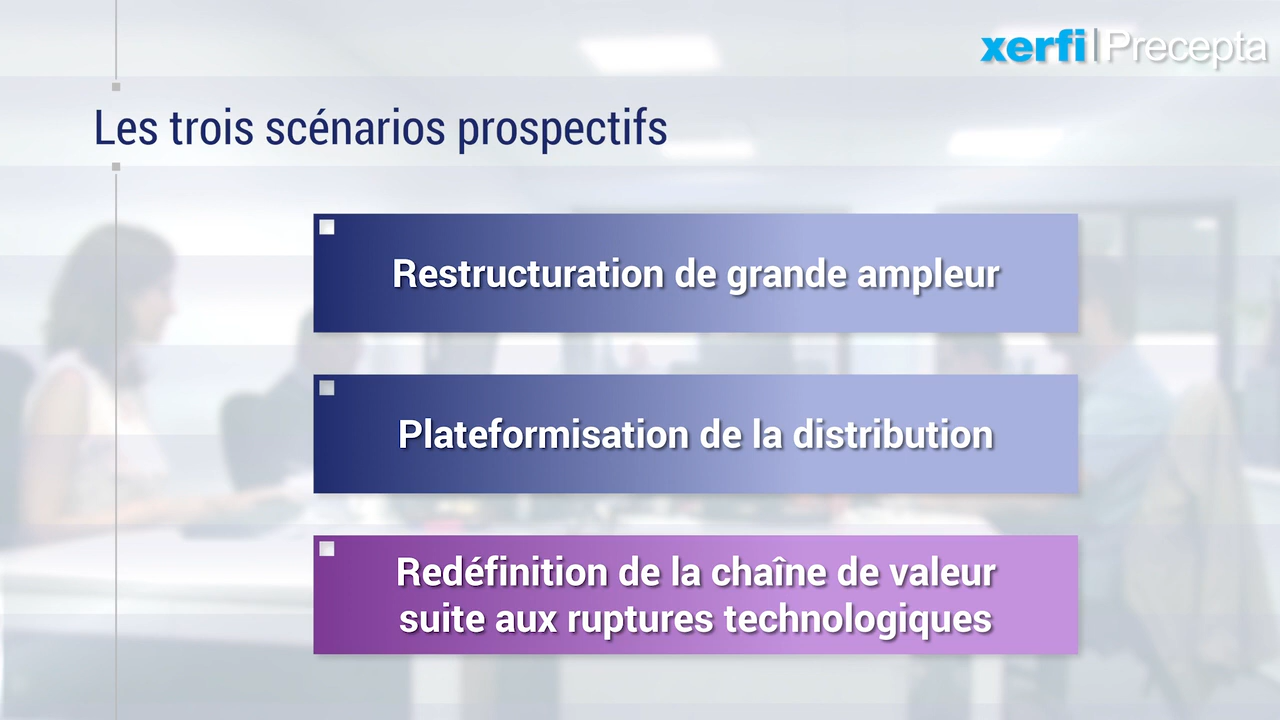 xerfi|Precepta
Les trois scénarios prospectifs
Restructuration de grande ampleur
Plateformisation de la distribution
Redéfinition de la chaîne de valeur
suite aux ruptures technologiques